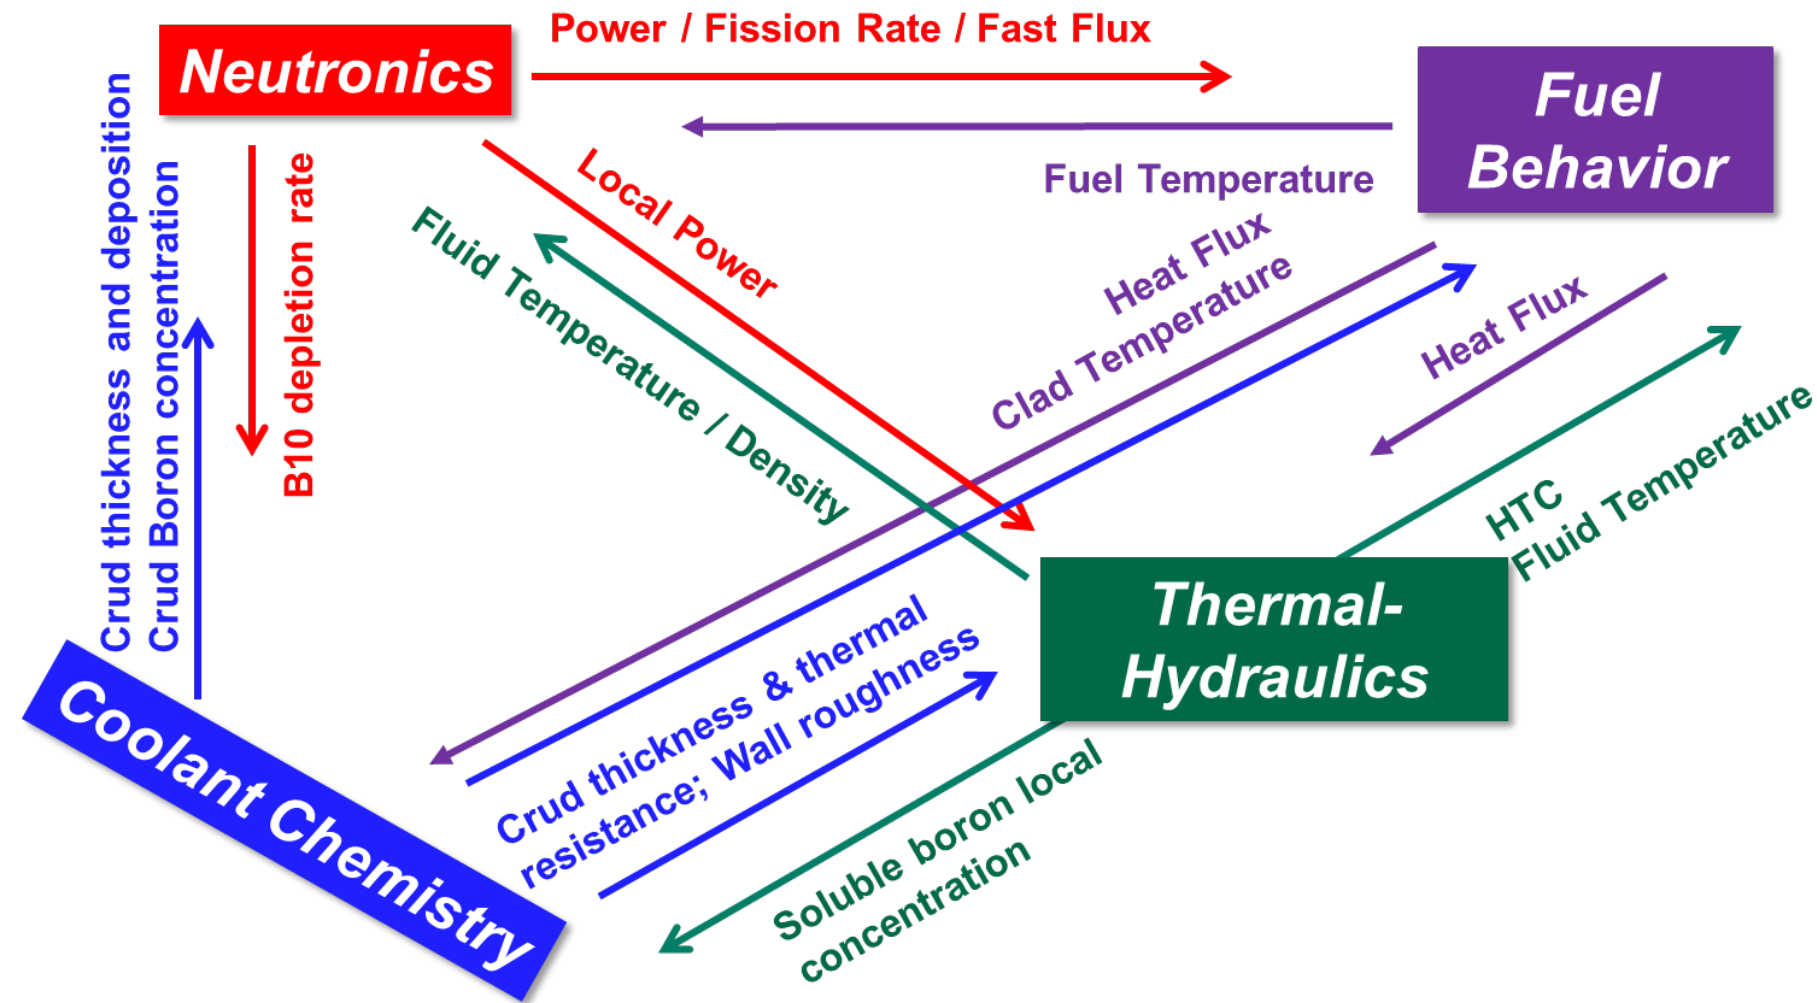 Power / Fission Rate / Fast Flux
Neutronics
Fuel
Behavior
Fuel Temperature
Local Power
Fluid Temperature / Density
Crud thickness and deposition
Crud Boron concentration
B10 depletion rate
Heat Flux
Clad Temperature
Heat Flux
HTC
Fluid Temperature
Thermal-
Hydraulics
Crud thickness & thermal
resistance; Wall roughness
Coolant Chemistry
Soluble boron local
concentration